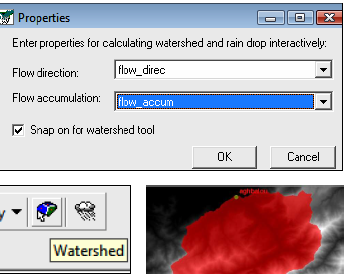 Properties
Enter properties for calculating watershed and rain drop interactively:
Flow direction: flow_direc
Flow accumulation: flow_accum
Snap on for watershed tool
OK Cancel
y
Watershed